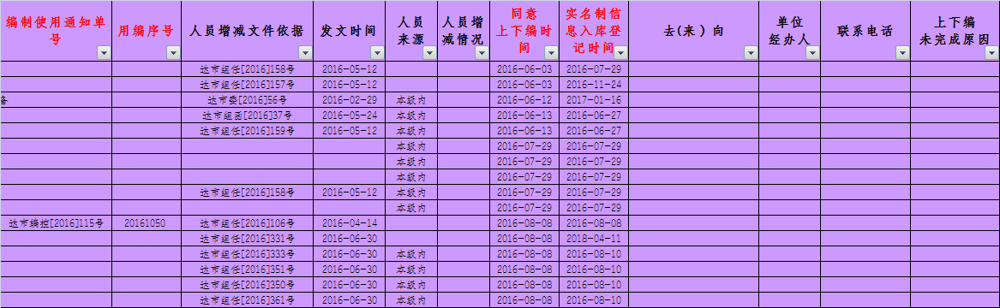 编制使用通知单号 用编序号 人员增减文件依据 发文时间 人员来源 人员增减情况 同意上下编时间 实名制信息入库登记时间 去(来)向 单位经办人 联系电话 上下编未完成原因
达市组任[2016]158号 2016-05-12 2016-06-03 2016-07-29
达市组任[2016]157号 2016-05-12 2016-06-03 2016-11-24
备 达市委[2016]56号 2016-02-29 本级内 2016-06-12 2017-01-16
达市组函[2016]37号 2016-05-24 本级内 2016-06-13 2016-06-27
达市组任[2016]159号 2016-05-12 本级内 2016-06-13 2016-06-27
本级内 2016-07-29 2016-07-29
本级内 2016-07-29 2016-07-29
本级内 2016-07-29 2016-07-29
达市组任[2016]158号 2016-05-12 本级内 2016-07-29 2016-07-29
本级内 2016-07-29 2016-07-29
达市编控[2016]115号 20161050 达市组任[2016]106号 2016-04-14 2016-08-08 2016-08-08
达市组任[2016]331号 2016-06-30 2016-08-08 2018-04-11
达市组任[2016]333号 2016-06-30 本级内 2016-08-08 2016-08-10
达市组任[2016]351号 2016-06-30 本级内 2016-08-08 2016-08-10
达市组任[2016]350号 2016-06-30 本级内 2016-08-08 2016-08-10
达市组任[2016]361号 2016-06-30 本级内 2016-08-08 2016-08-10